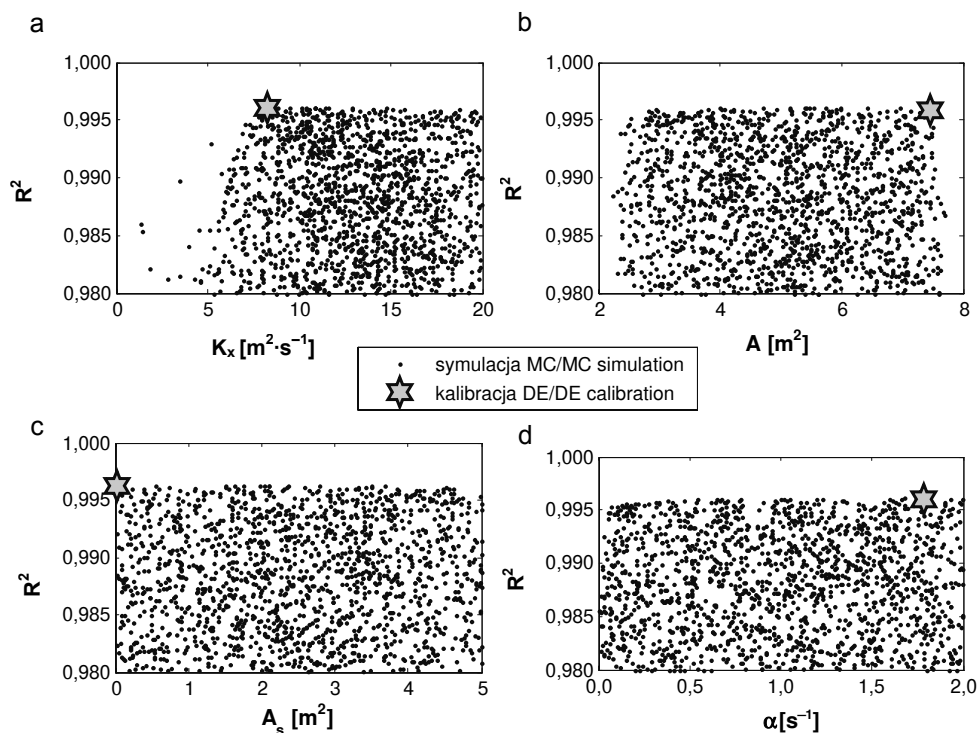 a
b
1,000
0,995
0,990
0,985
0,980
R²
0
5
10
15
20
Kₓ [m²·s⁻¹]
1,000
0,995
0,990
0,985
0,980
R²
2
4
6
8
A [m²]
symulacja MC/MC simulation
kalibracja DE/DE calibration
c
d
1,000
0,995
0,990
0,985
0,980
R²
0
1
2
3
4
5
Aₛ [m²]
1,000
0,995
0,990
0,985
0,980
R²
0,0
0,5
1,0
1,5
2,0
α[s⁻¹]